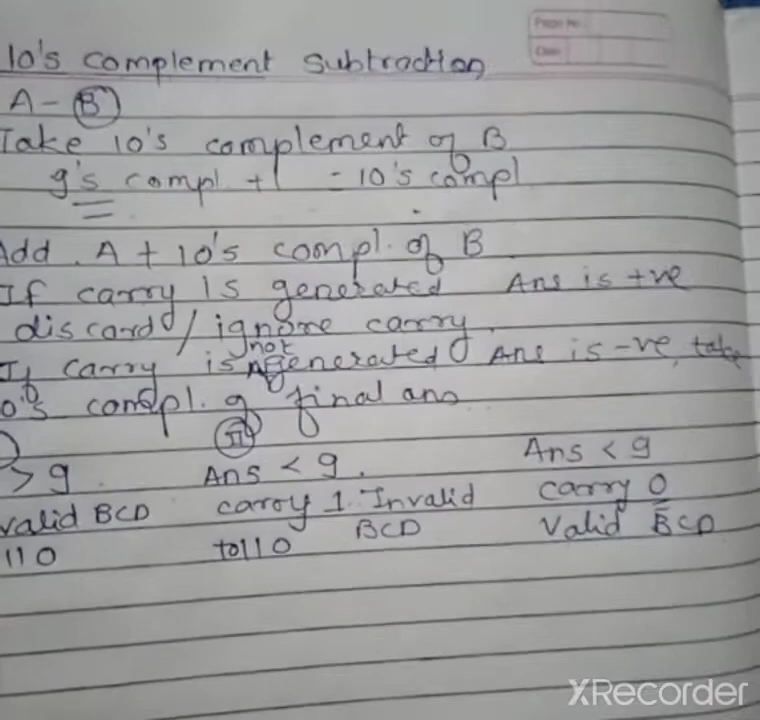 Page No
Date
10's complement subtraction
A - B
Take 10's complement of B
9's compl. + 1 = 10's compl
Add. A + 10's compl. of B
If carry is generated Ans is +ve
discard / ignore carry.
If carry is not generated Ans is -ve, take
0's compl. of final ans
II
> 9. Ans < 9. Ans < 9
valid BCD carry 1. Invalid BCD carry 0
110 +0110 Valid BCD
XRecorder